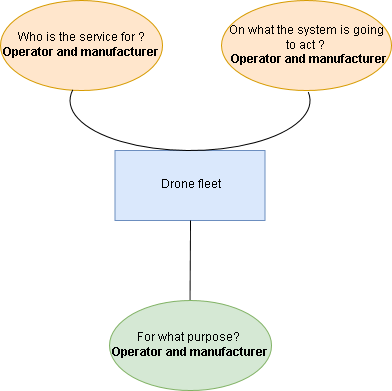 Who is the service for ?
Operator and manufacturer
On what the system is going
to act ?
Operator and manufacturer
Drone fleet
For what purpose?
Operator and manufacturer